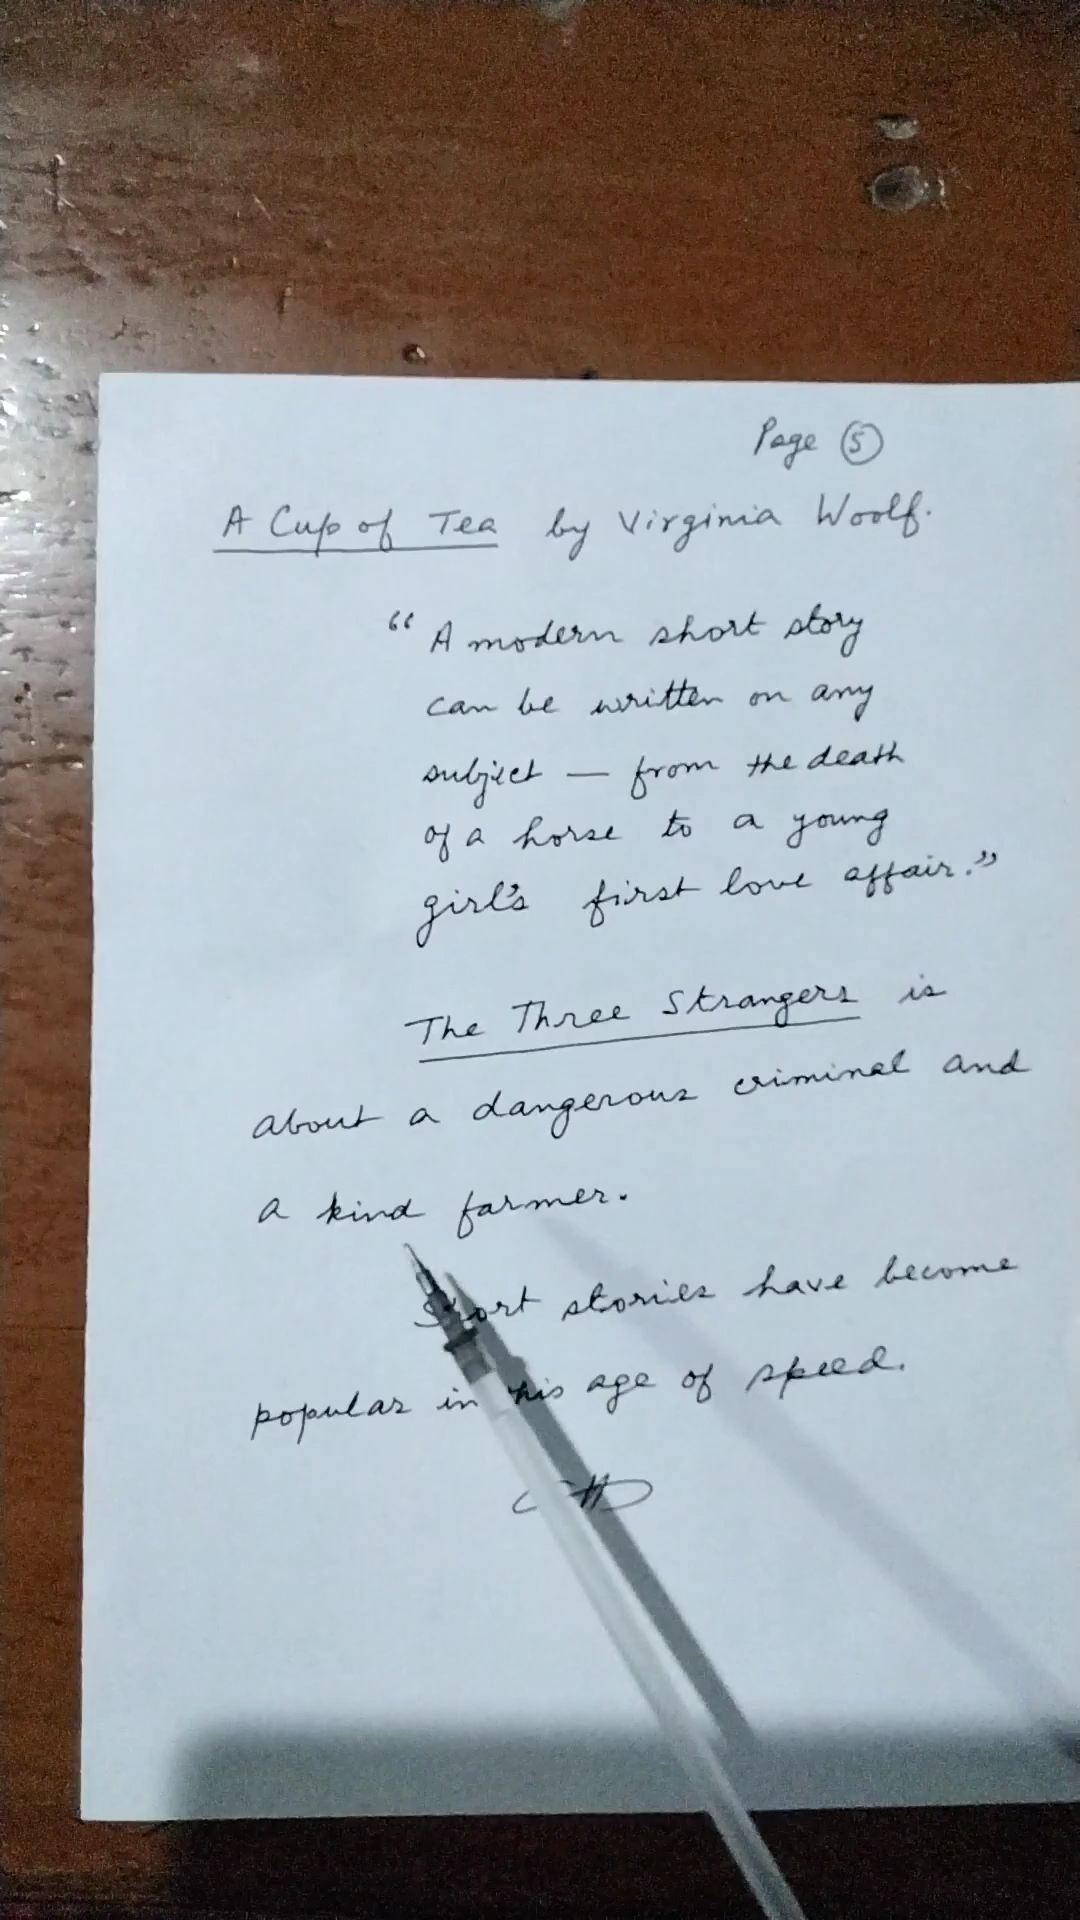 Page 5
A Cup of Tea by Virginia Woolf.
“A modern short story
can be written on any
subject — from the death
of a horse to a young
girl's first love affair.”
The Three Strangers is
about a dangerous criminal and
a kind farmer.
Short stories have become
popular in this age of speed.